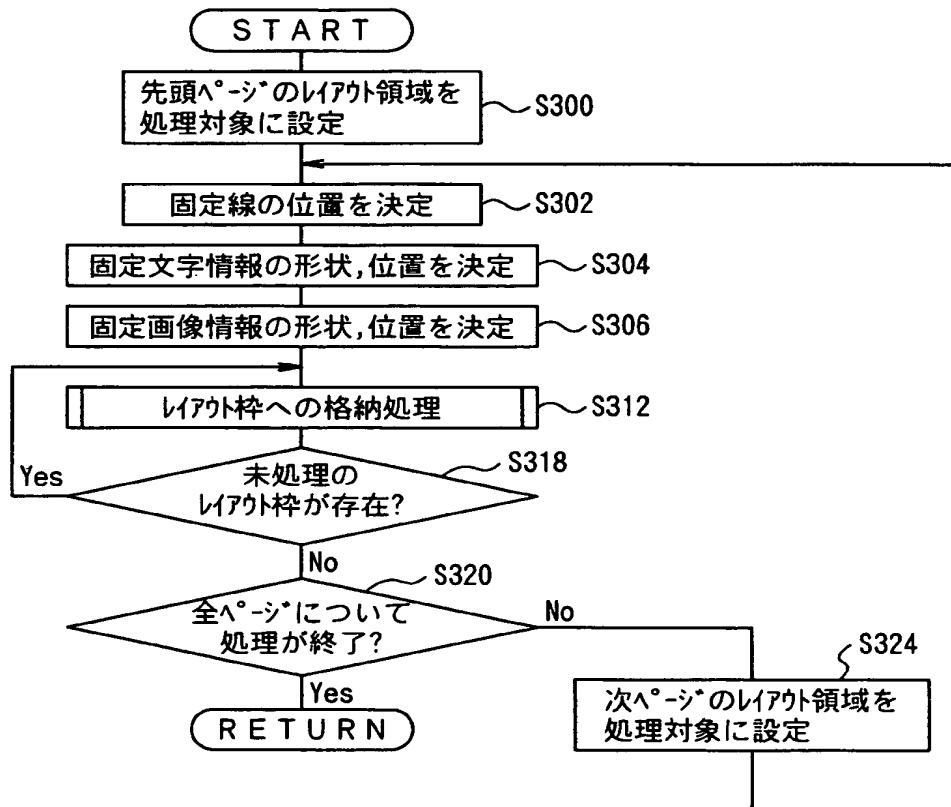 START
先頭ﾍﾟｰｼﾞのﾚｲｱｳﾄ領域を
処理対象に設定
S300
固定線の位置を決定
S302
固定文字情報の形状,位置を決定
S304
固定画像情報の形状,位置を決定
S306
ﾚｲｱｳﾄ枠への格納処理
S312
未処理の
ﾚｲｱｳﾄ枠が存在?
S318
Yes
No
全ﾍﾟｰｼﾞについて
処理が終了?
S320
No
Yes
次ﾍﾟｰｼﾞのﾚｲｱｳﾄ領域を
処理対象に設定
S324
RETURN